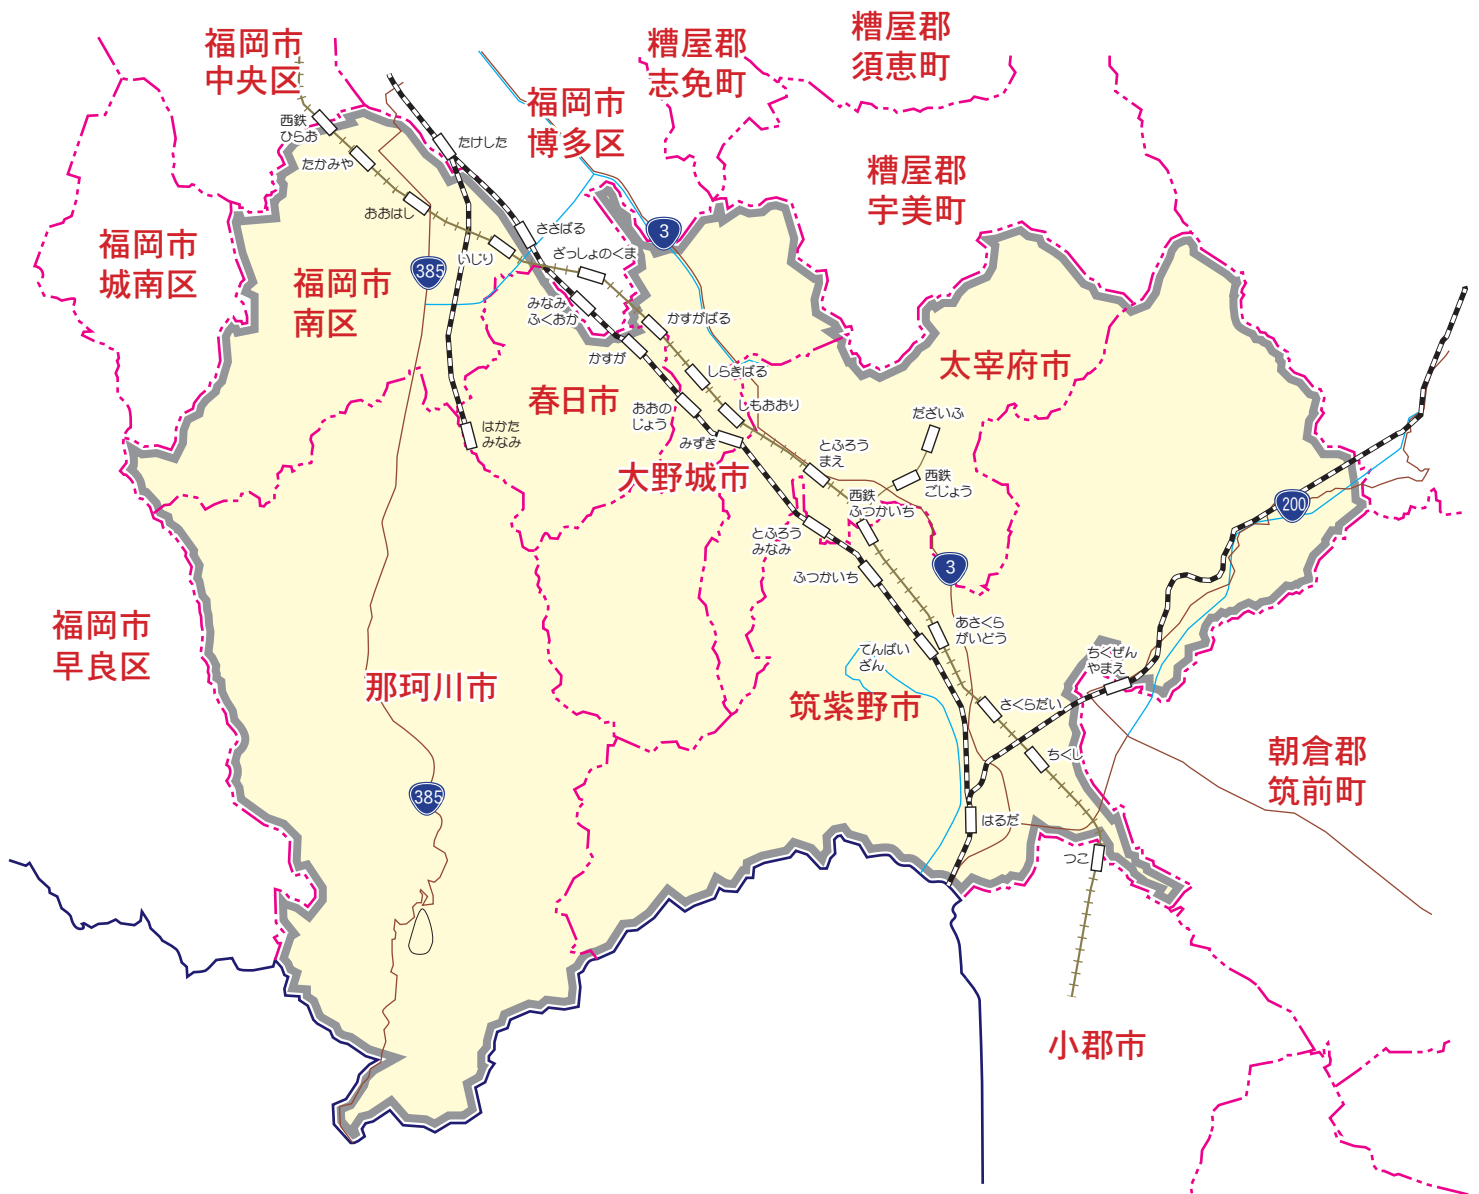 福岡市
中央区
糟屋郡
志免町
糟屋郡
須恵町
福岡市
博多区
糟屋郡
宇美町
西鉄
ひらお
たかみや
たけした
おおはし
ささばる
3
ざっしょのくま
いじり
福岡市
城南区
福岡市
南区
385
みなみ
ふくおか
かすがばる
かすが
しらきばる
太宰府市
春日市
おおの
じょう
しもおおり
だざいふ
はかた
みなみ
みずき
とふろう
まえ
大野城市
西鉄
ごじょう
西鉄
ふつかいち
200
とふろう
みなみ
ふつかいち
3
福岡市
早良区
あさくら
がいどう
てんぱい
ざん
ちくぜん
やまえ
那珂川市
筑紫野市
さくらだい
ちくし
朝倉郡
筑前町
385
はるだ
つこ
小郡市